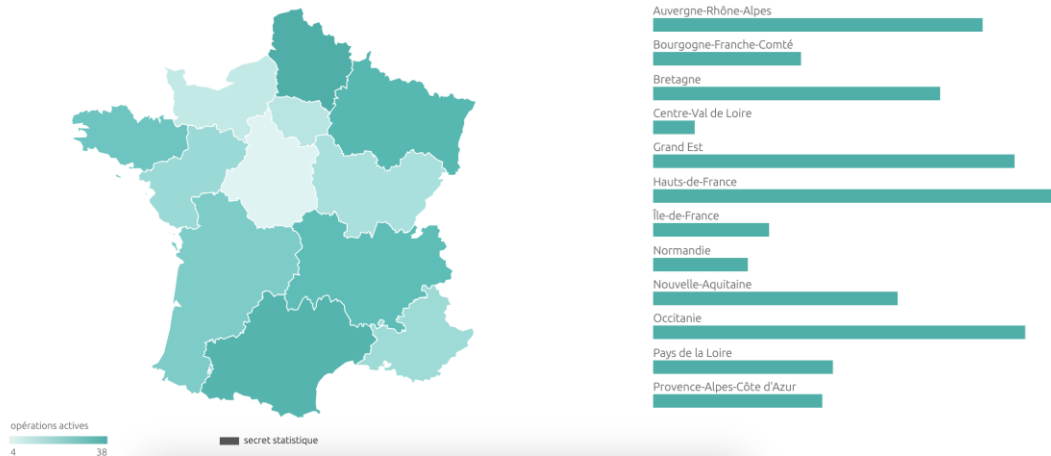 Auvergne-Rhône-Alpes
Bourgogne-Franche-Comté
Bretagne
Centre-Val de Loire
Grand Est
Hauts-de-France
Île-de-France
Normandie
Nouvelle-Aquitaine
Occitanie
Pays de la Loire
Provence-Alpes-Côte d'Azur
opérations actives
4 38
secret statistique